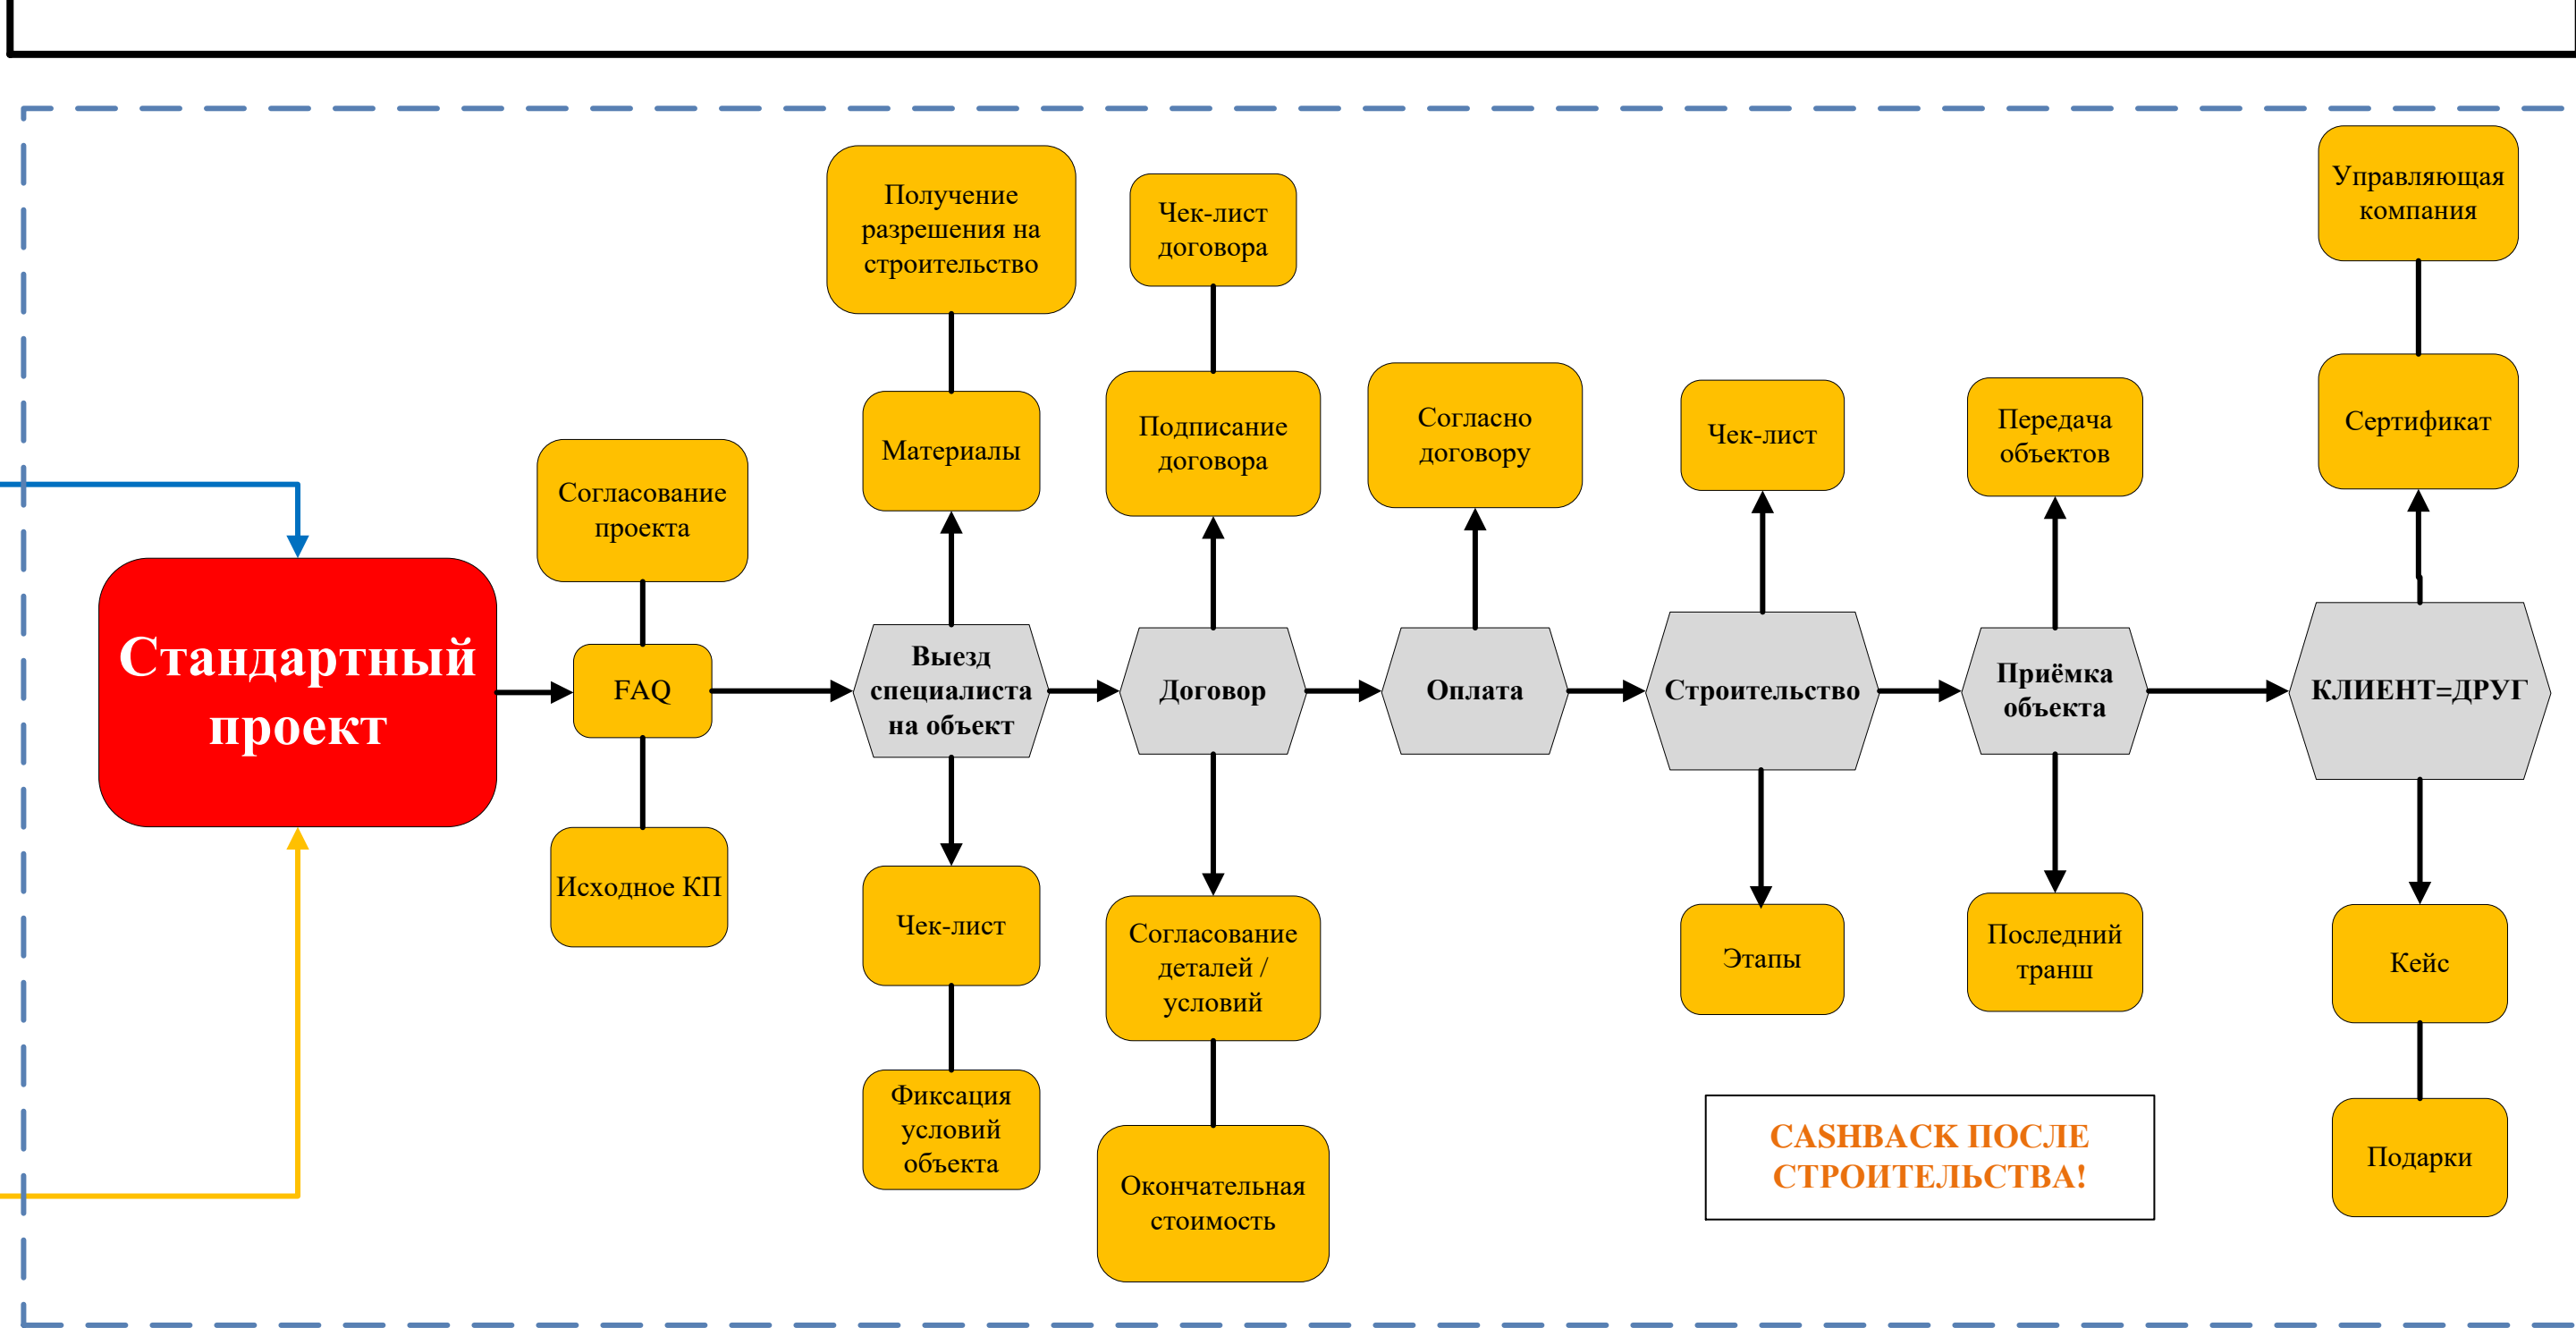 Стандартный
проект
Согласование
проекта
FAQ
Исходное КП
Получение
разрешения на
строительство
Материалы
Выезд
специалиста
на объект
Чек-лист
Фиксация
условий
объекта
Чек-лист
договора
Подписание
договора
Договор
Согласование
деталей /
условий
Окончательная
стоимость
Согласно
договору
Оплата
Чек-лист
Строительство
Этапы
Передача
объектов
Приёмка
объекта
Последний
транш
CASHBACK ПОСЛЕ
СТРОИТЕЛЬСТВА!
Управляющая
компания
Сертификат
КЛИЕНТ=ДРУГ
Кейс
Подарки